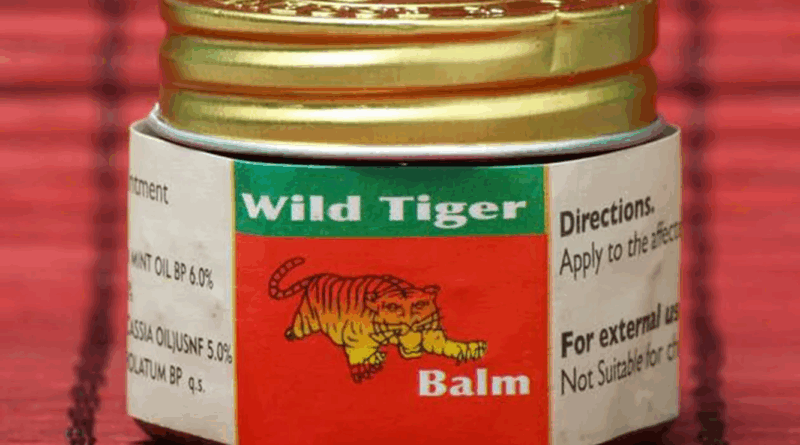 ntment
MINT OIL BP 6.0%
%
CASSIA OIL)USNF 5.0%
OLATUM BP q.s.
Wild Tiger
Balm
Directions.
Apply to the affect
For external us
Not Suitable for ch